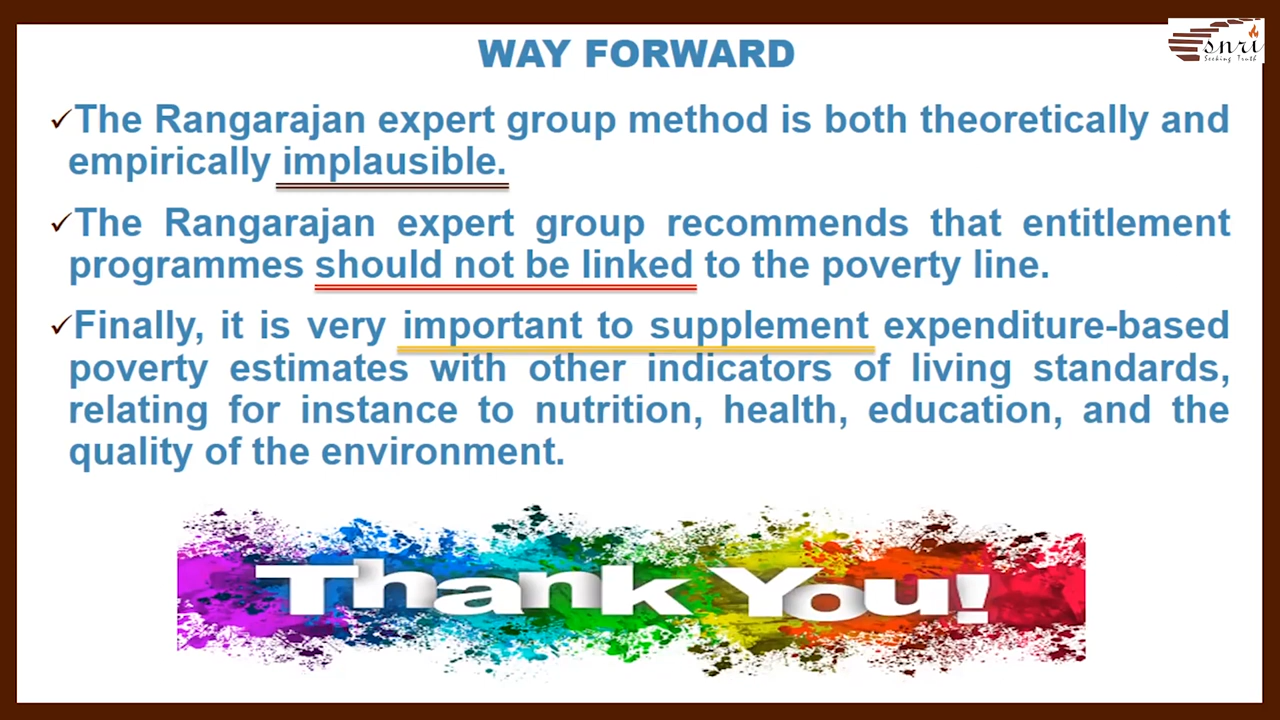 snri
Seeking Truth
WAY FORWARD
✓The Rangarajan expert group method is both theoretically and
empirically implausible.
✓The Rangarajan expert group recommends that entitlement
programmes should not be linked to the poverty line.
✓Finally, it is very important to supplement expenditure-based
poverty estimates with other indicators of living standards,
relating for instance to nutrition, health, education, and the
quality of the environment.
Thank You!